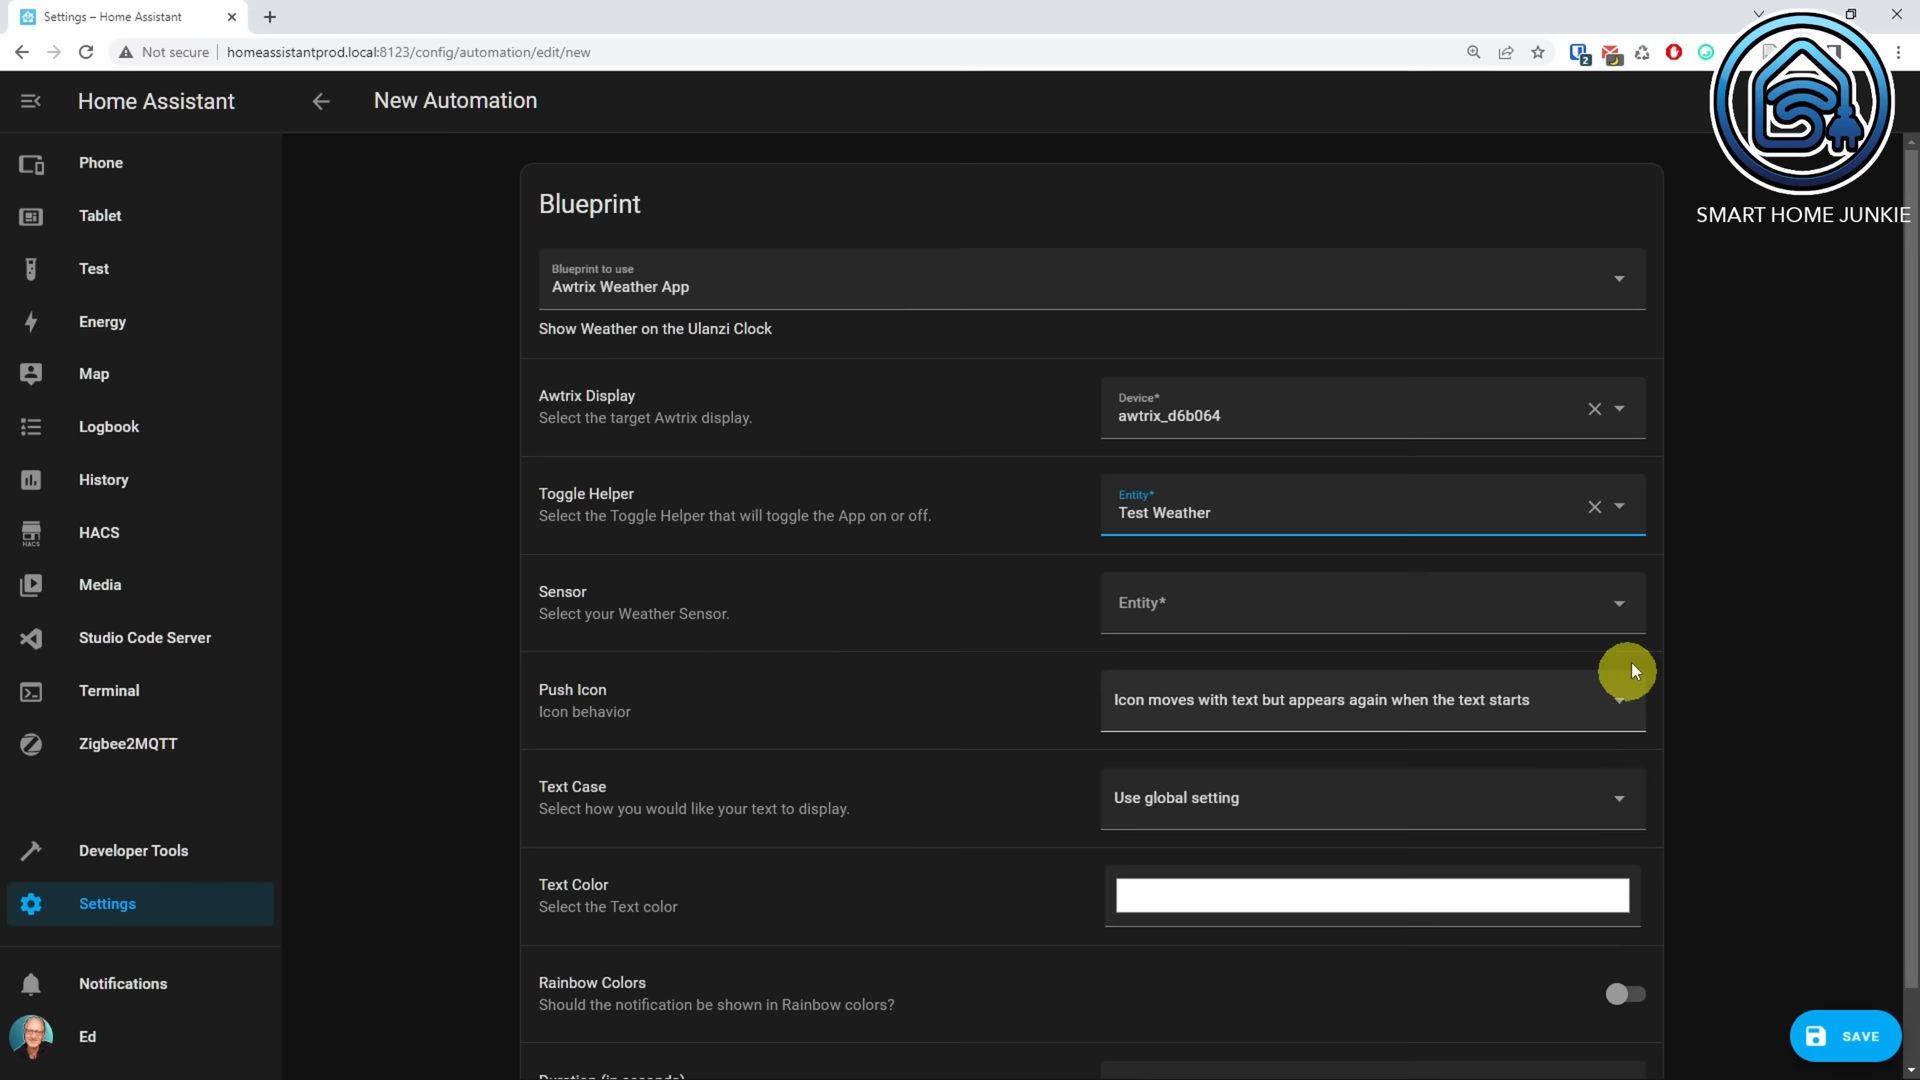 Settings – Home Assistant
Not secure
homeassistantprod.local:8123/config/automation/edit/new
2
Home Assistant
New Automation
SMART HOME JUNKIE
Phone
Tablet
Test
Energy
Map
Logbook
History
HACS
HACS
Media
Studio Code Server
Terminal
Zigbee2MQTT
Developer Tools
Settings
Notifications
Ed
Blueprint
Blueprint to use
Awtrix Weather App
Show Weather on the Ulanzi Clock
Awtrix Display
Select the target Awtrix display.
Device*
awtrix_d6b064
Toggle Helper
Select the Toggle Helper that will toggle the App on or off.
Entity*
Test Weather
Sensor
Select your Weather Sensor.
Entity*
Push Icon
Icon behavior
Icon moves with text but appears again when the text starts
Text Case
Select how you would like your text to display.
Use global setting
Text Color
Select the Text color
Rainbow Colors
Should the notification be shown in Rainbow colors?
Duration (in seconds)
SAVE